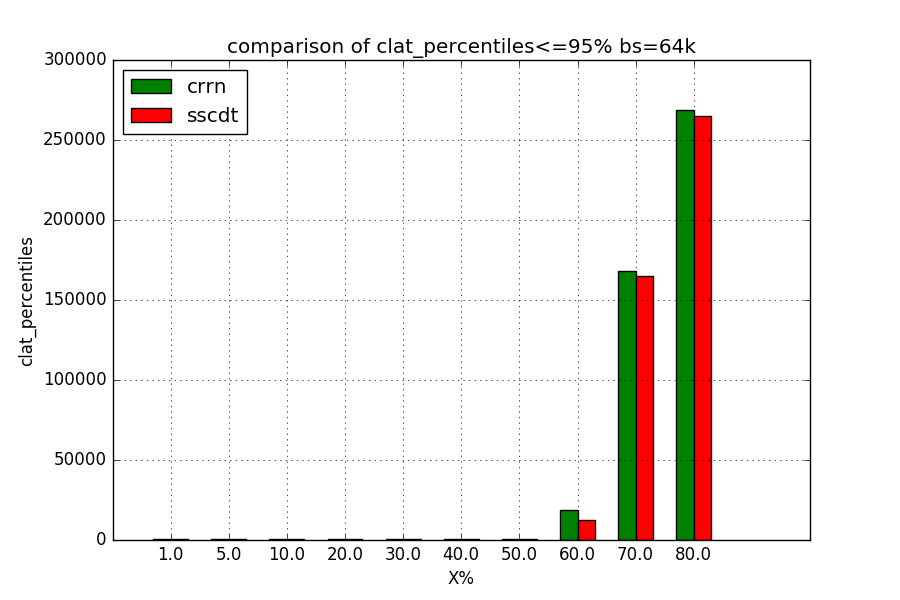 comparison of clat_percentiles<=95% bs=64k
300000
250000
200000
150000
100000
50000
0
clat_percentiles
crrn
sscdt
1.0 5.0 10.0 20.0 30.0 40.0 50.0 60.0 70.0 80.0
X%